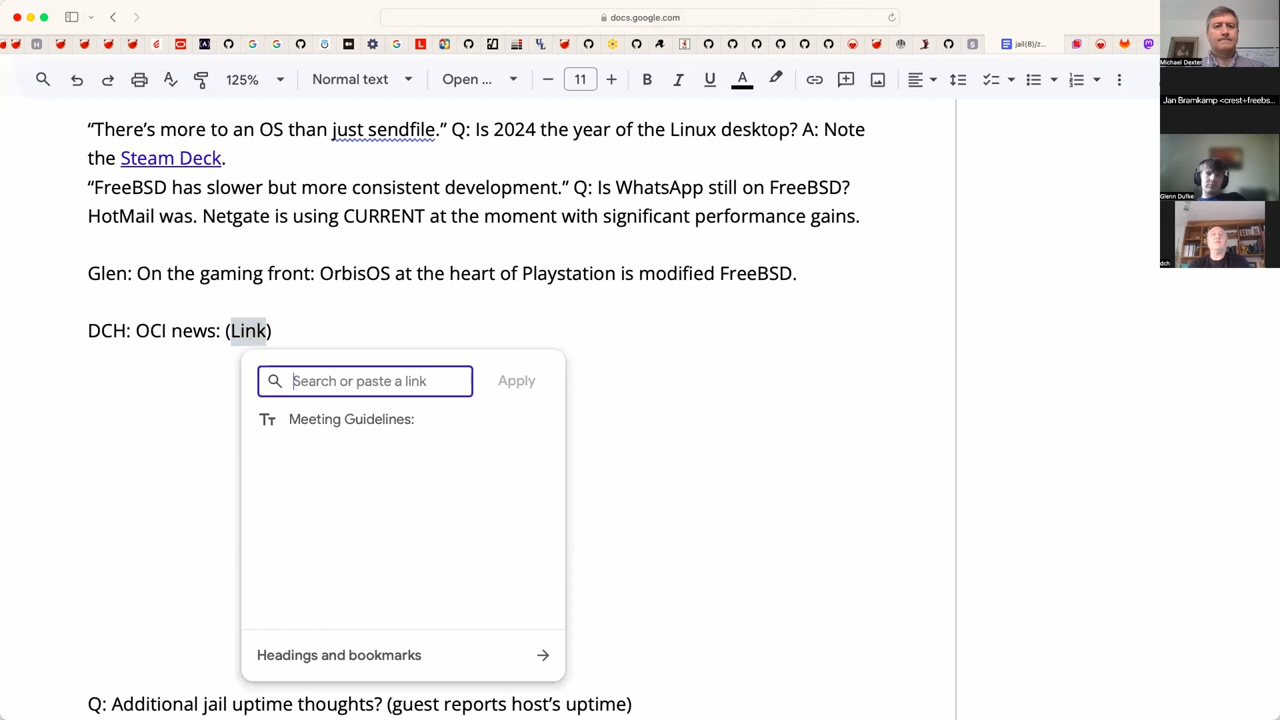 docs.google.com
jail(8)/z...
125%
Normal text
Open ...
11
B
I
U
A
“There’s more to an OS than just sendfile.” Q: Is 2024 the year of the Linux desktop? A: Note
the Steam Deck.
“FreeBSD has slower but more consistent development.” Q: Is WhatsApp still on FreeBSD?
HotMail was. Netgate is using CURRENT at the moment with significant performance gains.
Glen: On the gaming front: OrbisOS at the heart of Playstation is modified FreeBSD.
DCH: OCI news: (Link)
Search or paste a link
Apply
Tт Meeting Guidelines:
Headings and bookmarks
Q: Additional jail uptime thoughts? (guest reports host’s uptime)
Michael Dexter
Jan Bramkamp <crest+freebs...
Glenn Dufke
dch